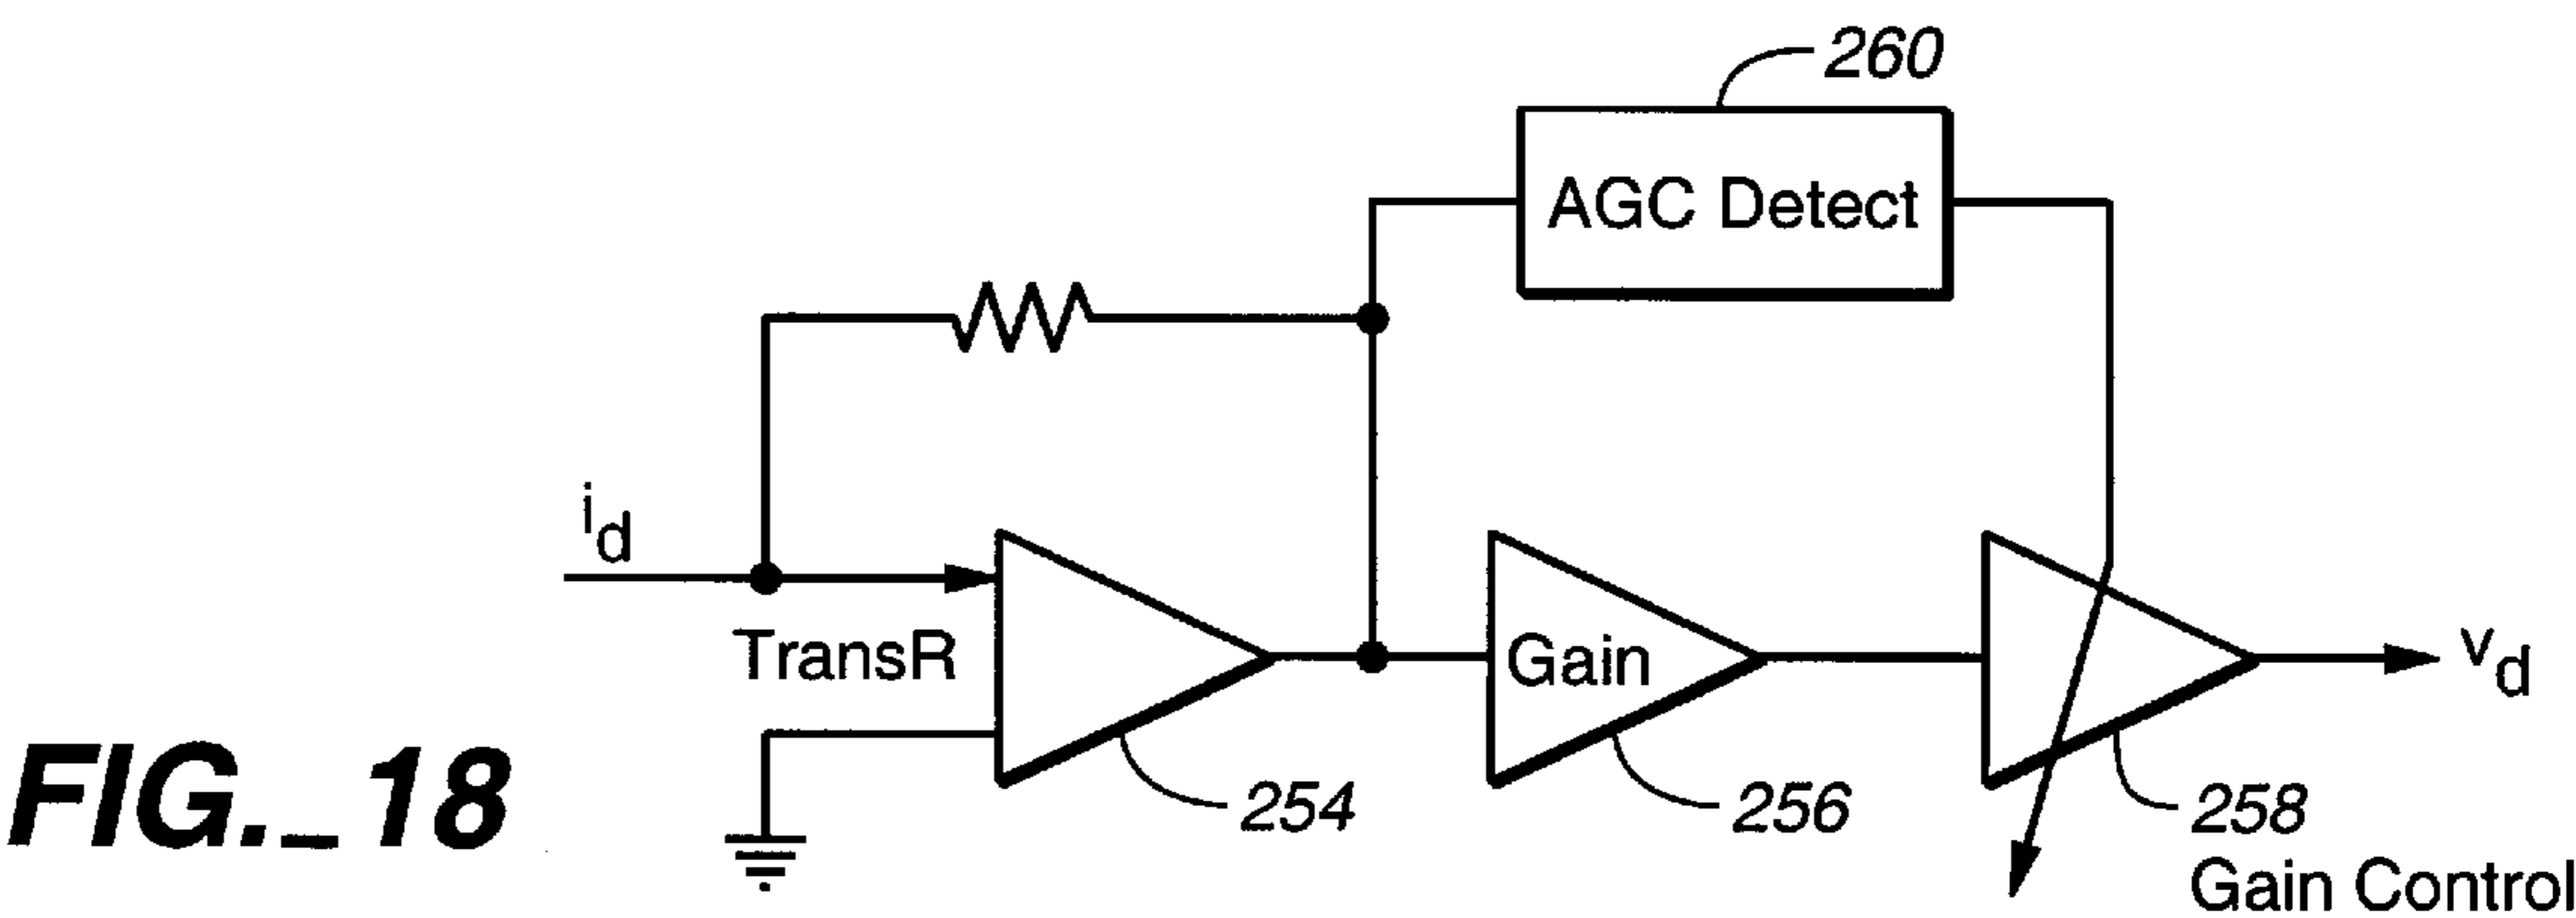 260
AGC Detect
i_d
TransR
Gain
v_d
254
256
258
Gain Control
FIG._18